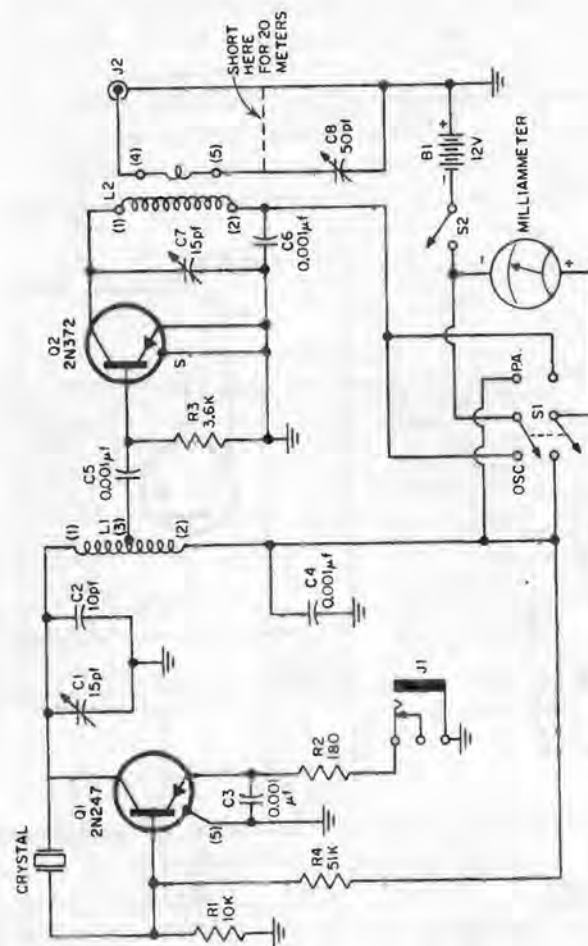 CRYSTAL
Q1
2N247
R1
10K
(5)
C3
0.001
µf
R4
51K
R2
180
J1
C1
15pf
C2
10pf
L1
(1)
(3)
(2)
C4
0.001µf
C5
0.001µf
R3
3.6K
Q2
2N372
S
C7
15pf
C6
0.001µf
L2
(1)
(2)
(4)
(5)
J2
SHORT
HERE
FOR 20
METERS
C8
50pf
OSC
P.A.
S1
S2
B1
12V
-
+
MILLIAMMETER
-
+